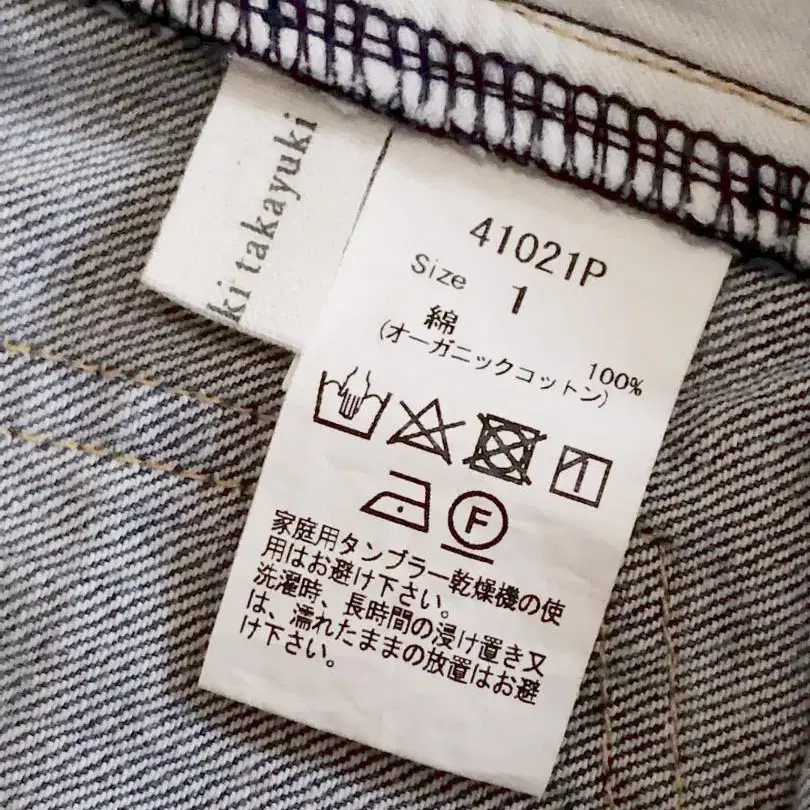 ki takayuki
41021P
Size 1
綿 100%
(オーガニックコットン)
F
家庭用タンブラー乾燥機の使
用はお避け下さい。
洗濯時、長時間の浸け置き又
は、濡れたままの放置はお避
け下さい。